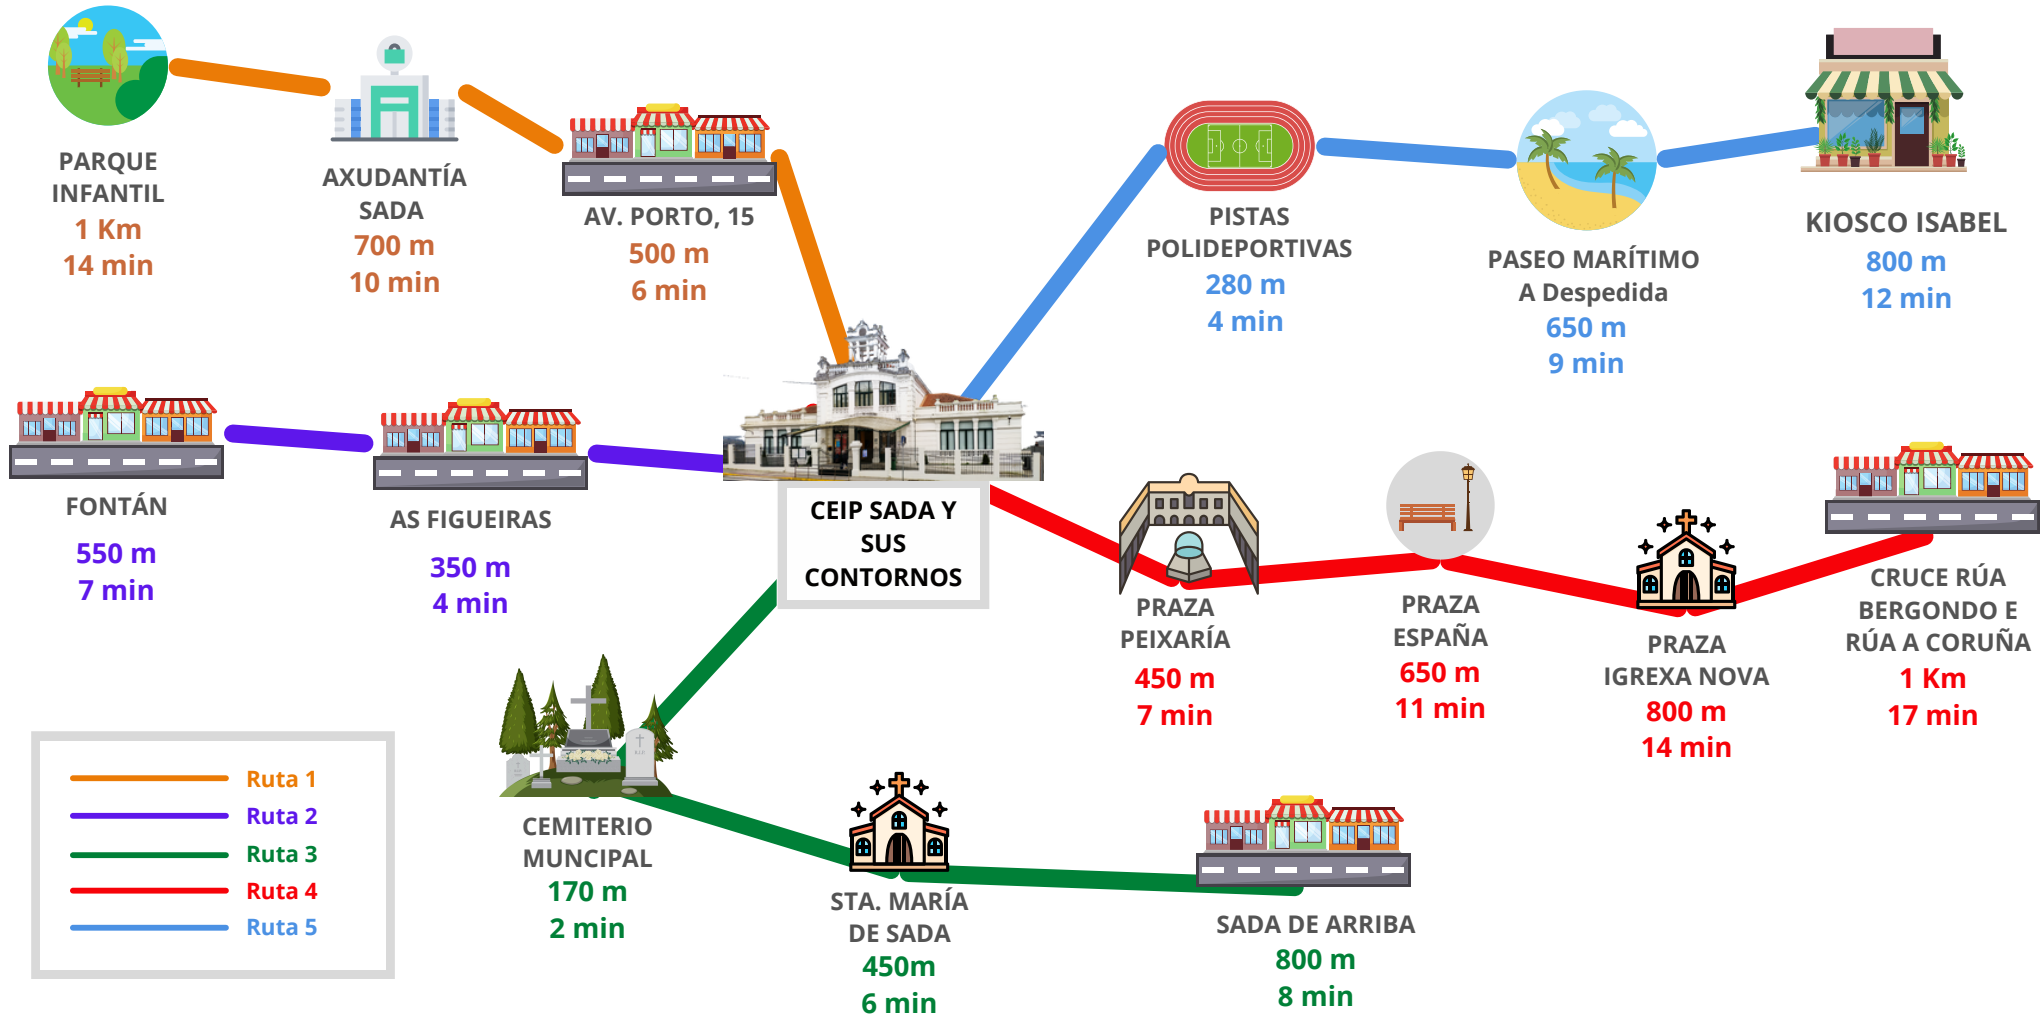 PARQUE
INFANTIL
1 Km
14 min
AXUDANTÍA
SADA
700 m
10 min
AV. PORTO, 15
500 m
6 min
PISTAS
POLIDEPORTIVAS
280 m
4 min
PASEO MARÍTIMO
A Despedida
650 m
9 min
KIOSCO ISABEL
800 m
12 min
FONTÁN
550 m
7 min
AS FIGUEIRAS
350 m
4 min
CEIP SADA Y
SUS
CONTORNOS
PRAZA
PEIXARÍA
450 m
7 min
PRAZA
ESPAÑA
650 m
11 min
PRAZA
IGREXA NOVA
800 m
14 min
CRUCE RÚA
BERGONDO E
RÚA A CORUÑA
1 Km
17 min
CEMITERIO
MUNCIPAL
170 m
2 min
STA. MARÍA
DE SADA
450m
6 min
SADA DE ARRIBA
800 m
8 min
Ruta 1
Ruta 2
Ruta 3
Ruta 4
Ruta 5